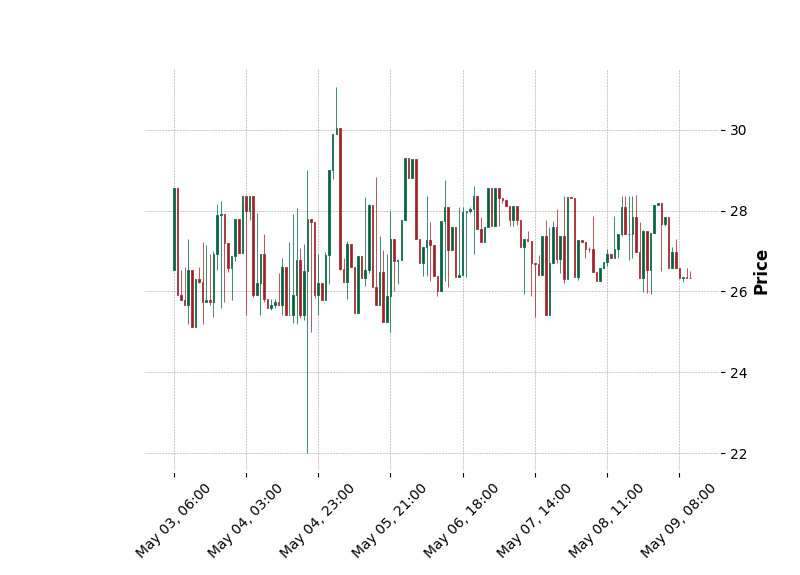 30
28
26
24
22
Price
May 03, 06:00
May 04, 03:00
May 04, 23:00
May 05, 21:00
May 06, 18:00
May 07, 14:00
May 08, 11:00
May 09, 08:00